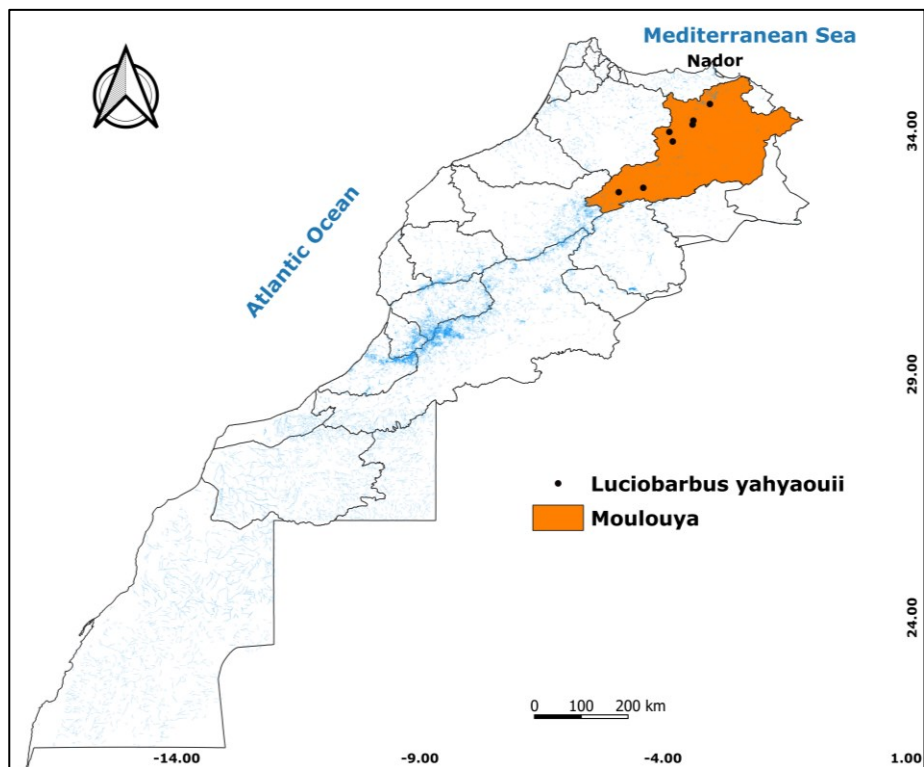 Mediterranean Sea
Nador
34.00
Atlantic Ocean
29.00
Luciobarbus yahyaouii
Moulouya
24.00
0 100 200 km
-14.00 -9.00 -4.00 1.00